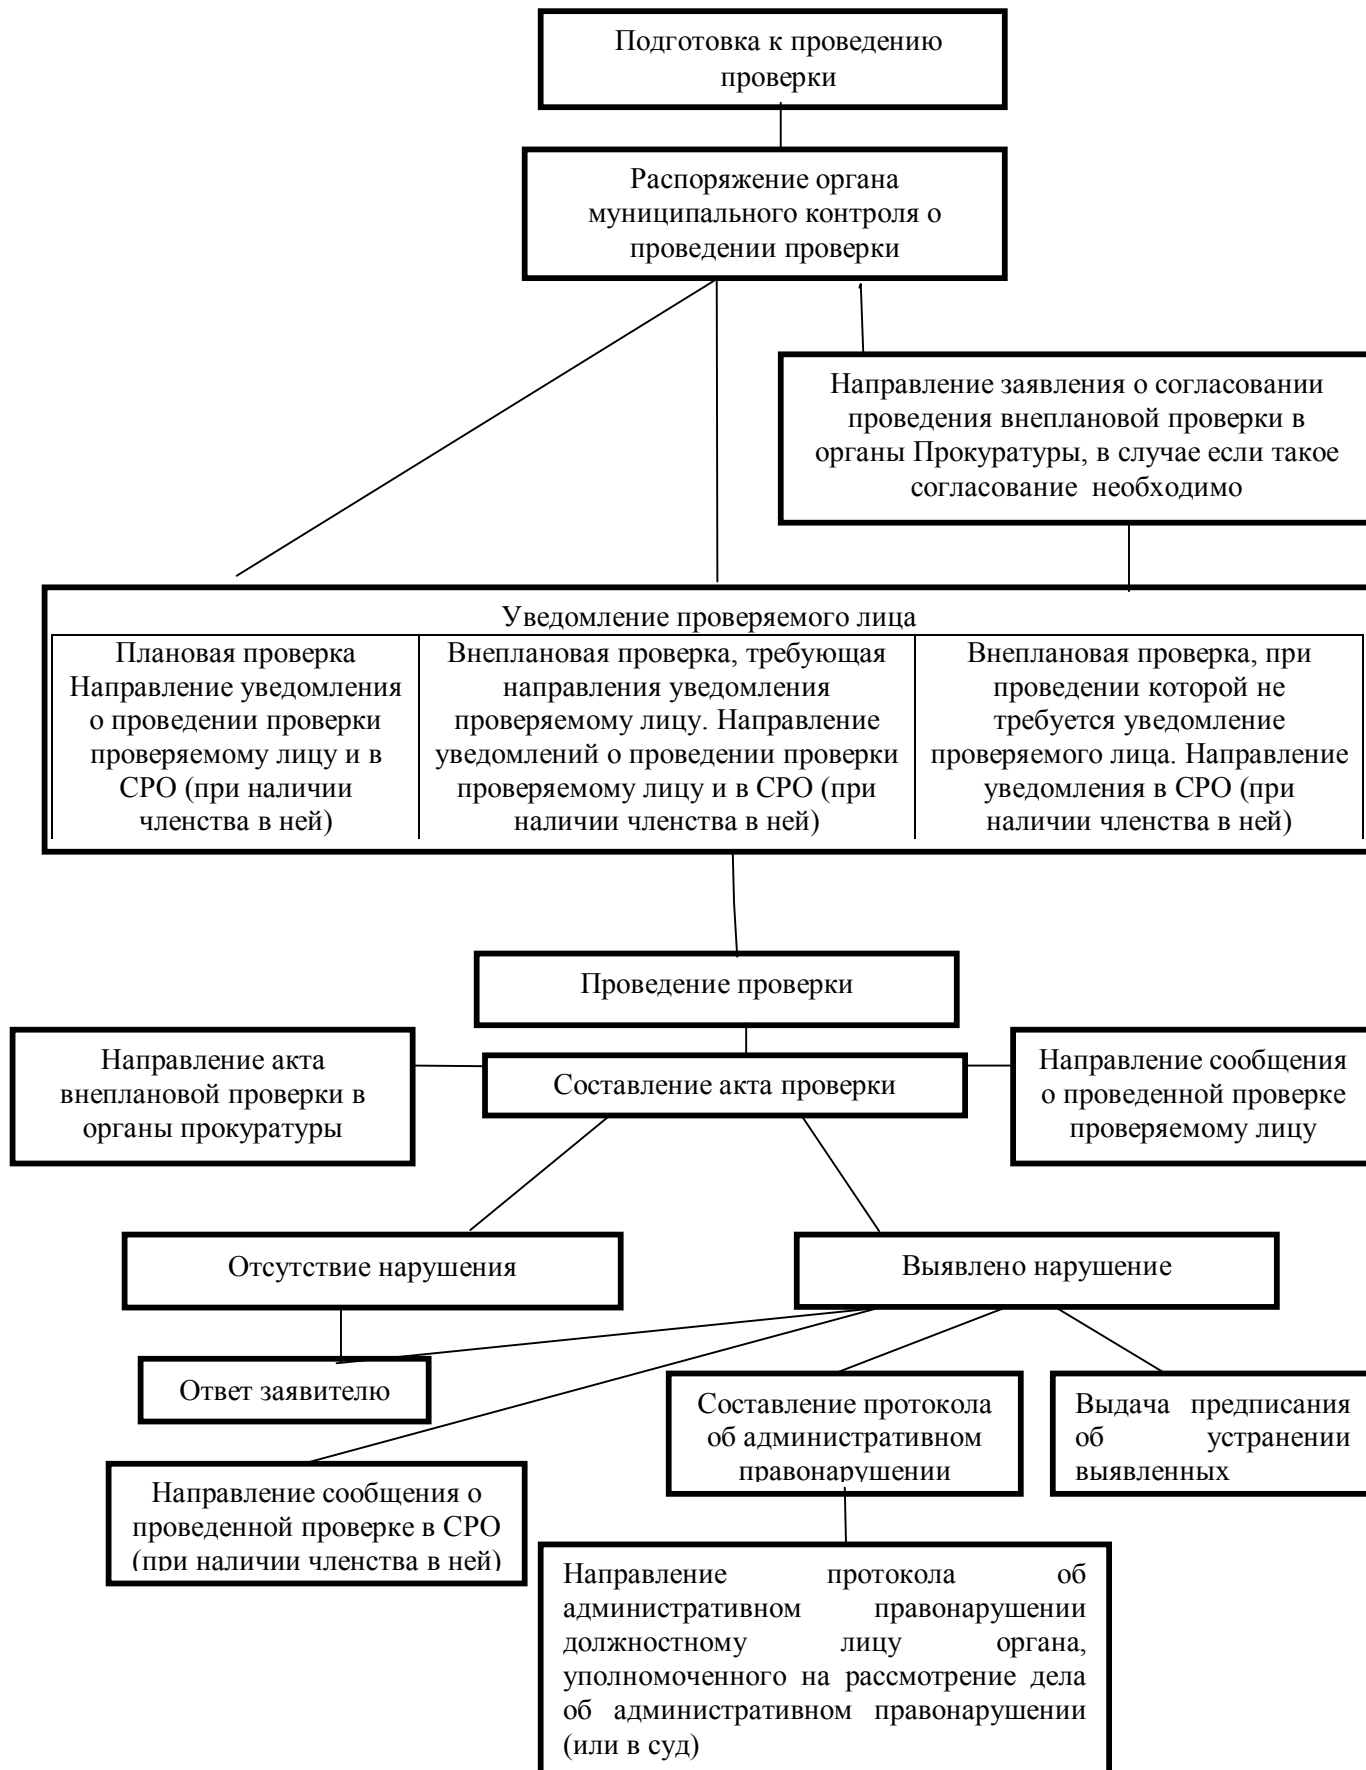 Подготовка к проведению
проверки
Распоряжение органа
муниципального контроля о
проведении проверки
Направление заявления о согласовании
проведения внеплановой проверки в
органы Прокуратуры, в случае если такое
согласование необходимо
Уведомление проверяемого лица
Плановая проверка
Направление уведомления
о проведении проверки
проверяемому лицу и в
СРО (при наличии
членства в ней)
Внеплановая проверка, требующая
направления уведомления
проверяемому лицу. Направление
уведомлений о проведении проверки
проверяемому лицу и в СРО (при
наличии членства в ней)
Внеплановая проверка, при
проведении которой не
требуется уведомление
проверяемого лица. Направление
уведомления в СРО (при
наличии членства в ней)
Проведение проверки
Направление акта
внеплановой проверки в
органы прокуратуры
Составление акта проверки
Направление сообщения
о проведенной проверке
проверяемому лицу
Отсутствие нарушения
Выявлено нарушение
Ответ заявителю
Составление протокола
об административном
правонарушении
Выдача предписания
об устранении
выявленных
Направление сообщения о
проведенной проверке в СРО
(при наличии членства в ней)
Направление протокола об
административном правонарушении
должностному лицу органа,
уполномоченного на рассмотрение дела
об административном правонарушении
(или в суд)